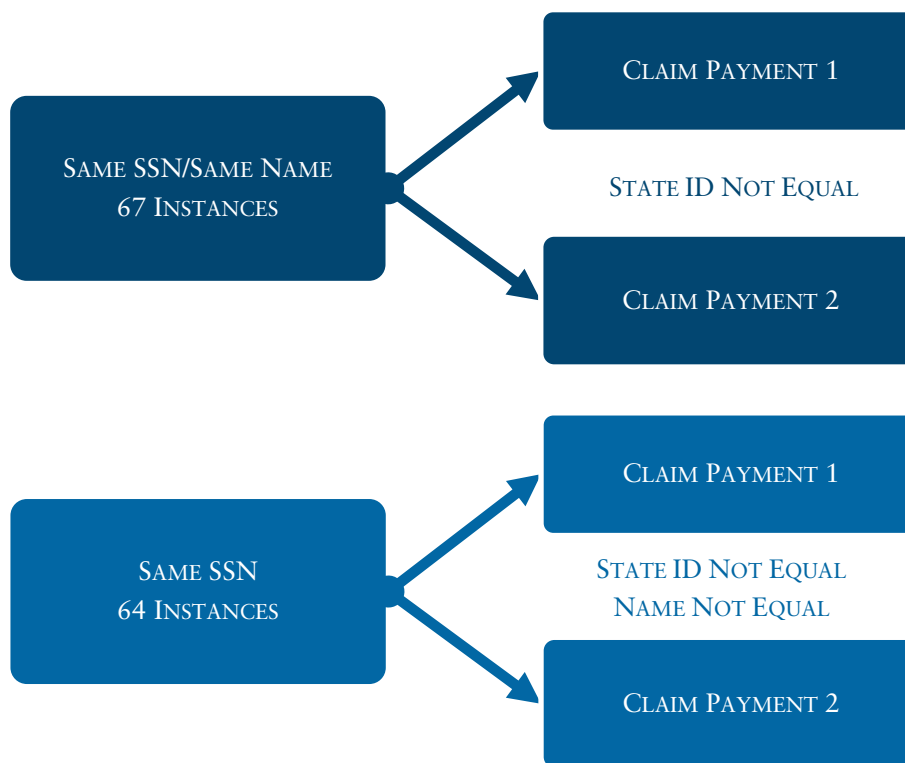 CLAIM PAYMENT 1
SAME SSN/SAME NAME
67 INSTANCES
STATE ID NOT EQUAL
CLAIM PAYMENT 2
CLAIM PAYMENT 1
SAME SSN
64 INSTANCES
STATE ID NOT EQUAL
NAME NOT EQUAL
CLAIM PAYMENT 2